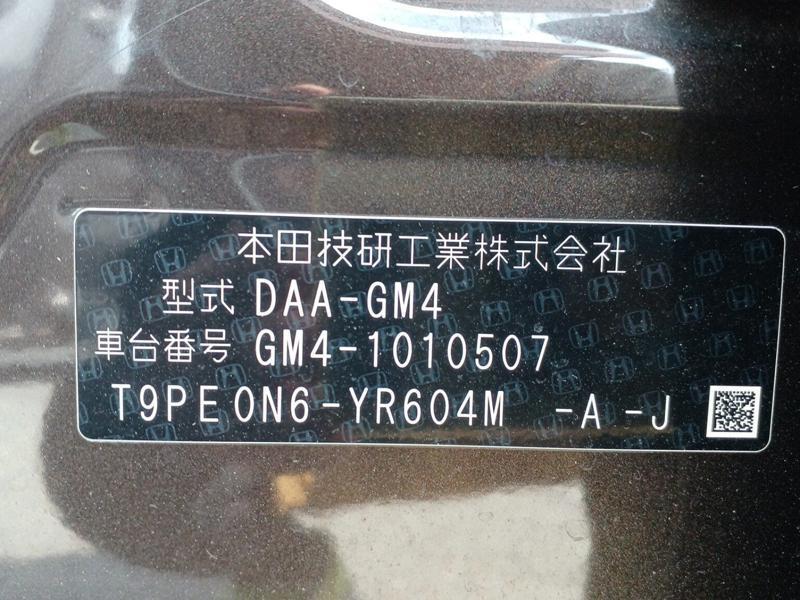 本田技研工業株式会社
型式 DAA-GM4
車台番号 GM4-1010507
T9PE0N6-YR604M -A -J